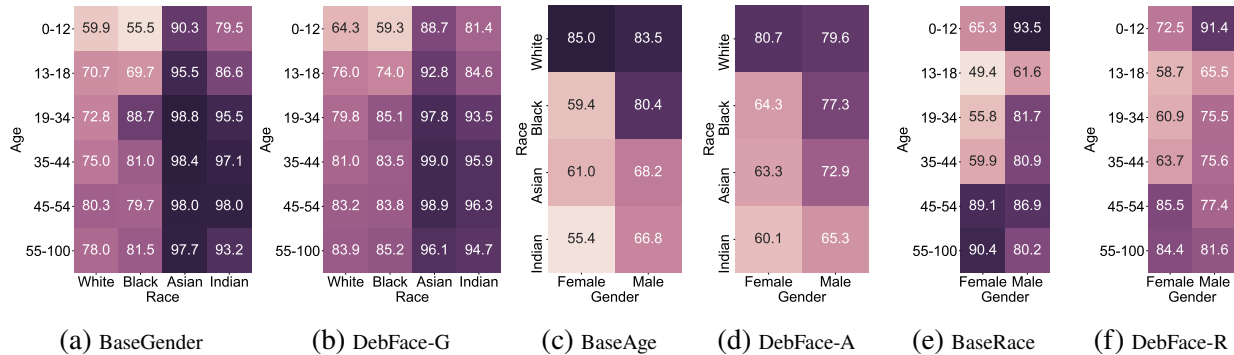 Age
0-12 59.9 55.5 90.3 79.5
13-18 70.7 69.7 95.5 86.6
19-34 72.8 88.7 98.8 95.5
35-44 75.0 81.0 98.4 97.1
45-54 80.3 79.7 98.0 98.0
55-100 78.0 81.5 97.7 93.2
White Black Asian Indian
Race
(a) BaseGender
Age
0-12 64.3 59.3 88.7 81.4
13-18 76.0 74.0 92.8 84.6
19-34 79.8 85.1 97.8 93.5
35-44 81.0 83.5 99.0 95.9
45-54 83.2 83.8 98.9 96.3
55-100 83.9 85.2 96.1 94.7
White Black Asian Indian
Race
(b) DebFace-G
Race
White 85.0 83.5
Black 59.4 80.4
Asian 61.0 68.2
Indian 55.4 66.8
Female Male
Gender
(c) BaseAge
Race
White 80.7 79.6
Black 64.3 77.3
Asian 63.3 72.9
Indian 60.1 65.3
Female Male
Gender
(d) DebFace-A
Age
0-12 65.3 93.5
13-18 49.4 61.6
19-34 55.8 81.7
35-44 59.9 80.9
45-54 89.1 86.9
55-100 90.4 80.2
Female Male
Gender
(e) BaseRace
Age
0-12 72.5 91.4
13-18 58.7 65.5
19-34 60.9 75.5
35-44 63.7 75.6
45-54 85.5 77.4
55-100 84.4 81.6
Female Male
Gender
(f) DebFace-R